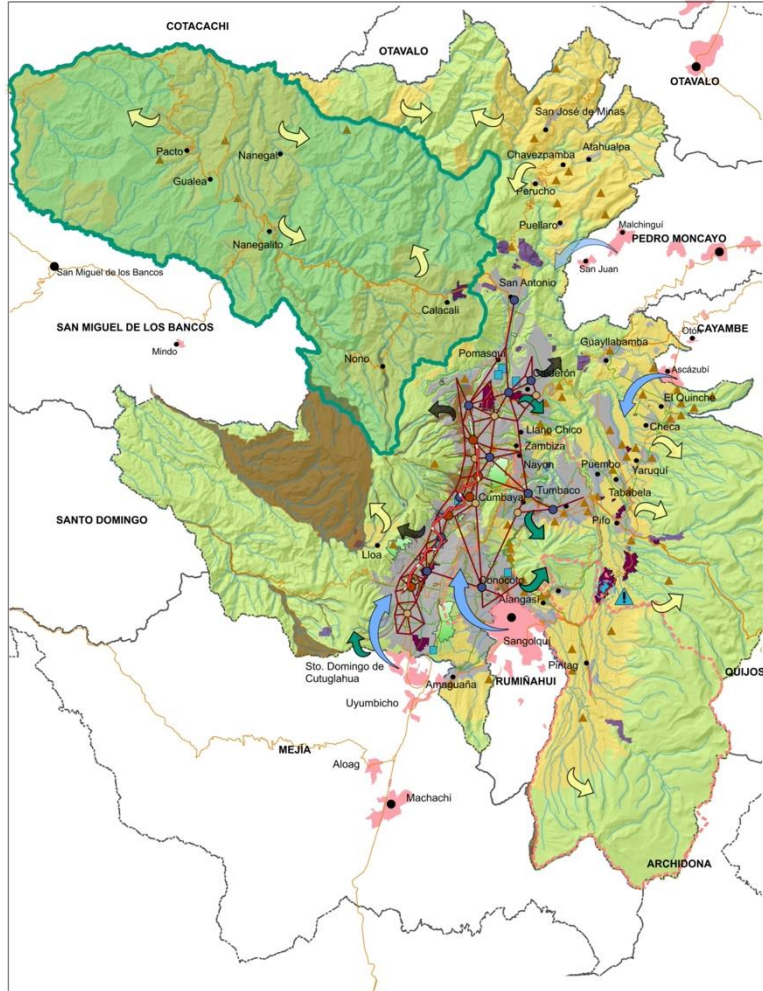 COTACACHI
OTAVALO
OTAVALO
San José de Minas
Pacto
Nanegal
Chavezpamba
Atahualpa
Gualea
Perucho
Puellaro
Malchinguí
Nanegalito
PEDRO MONCAYO
San Miguel de los Bancos
San Juan
San Antonio
Calacalí
SAN MIGUEL DE LOS BANCOS
Otón
CAYAMBE
Mindo
Guayllabamba
Nono
Pomasqui
Calderón
Ascázubi
El Quinche
Checa
Llano Chico
Zambiza
Nayon
Puembo
Yaruquí
Tababela
Cumbaya
Tumbaco
SANTO DOMINGO
Pifo
Lloa
Conocoto
Alangasí
Sangolquí
Sto. Domingo de
Cutuglahua
Pintag
QUIJOS
RUMIÑAHUI
Amaguaña
Uyumbicho
MEJÍA
Aloag
Machachi
ARCHIDONA